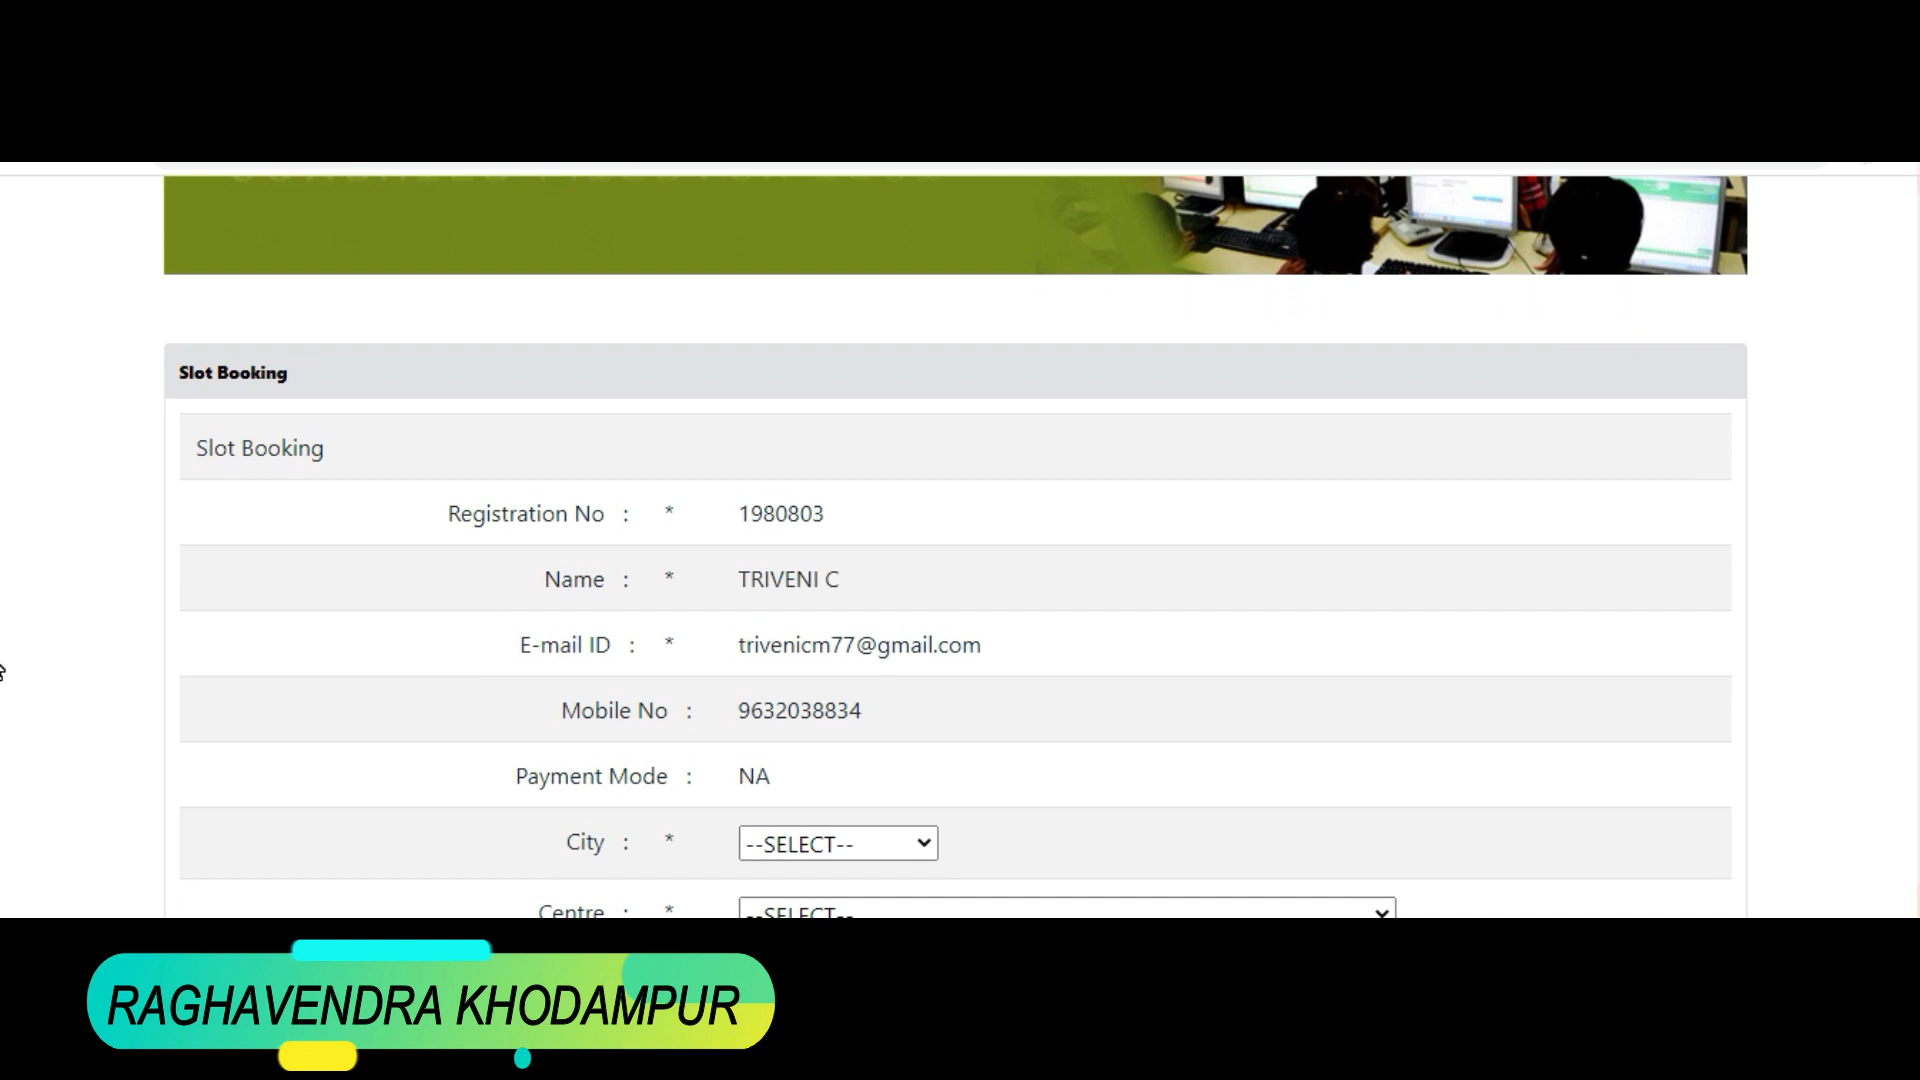 Slot Booking
Slot Booking
Registration No : * 1980803
Name : * TRIVENI C
E-mail ID : * trivenicm77@gmail.com
Mobile No : 9632038834
Payment Mode : NA
City : * --SELECT--
Centre : * --SELECT--
RAGHAVENDRA KHODAMPUR